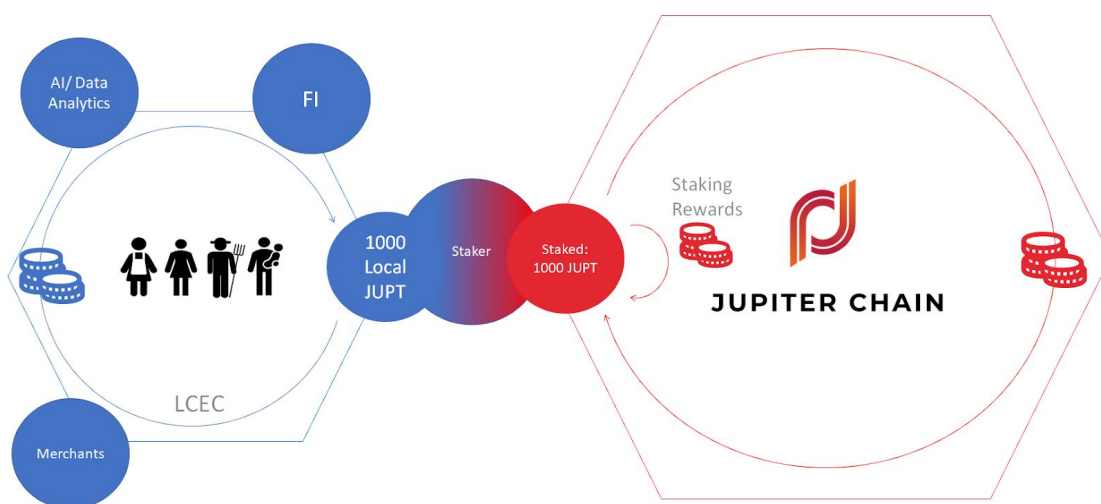 AI/ Data
Analytics
FI
1000
Local
JUPT
Staker
Staked:
1000 JUPT
Staking
Rewards
JUPITER CHAIN
LCEC
Merchants